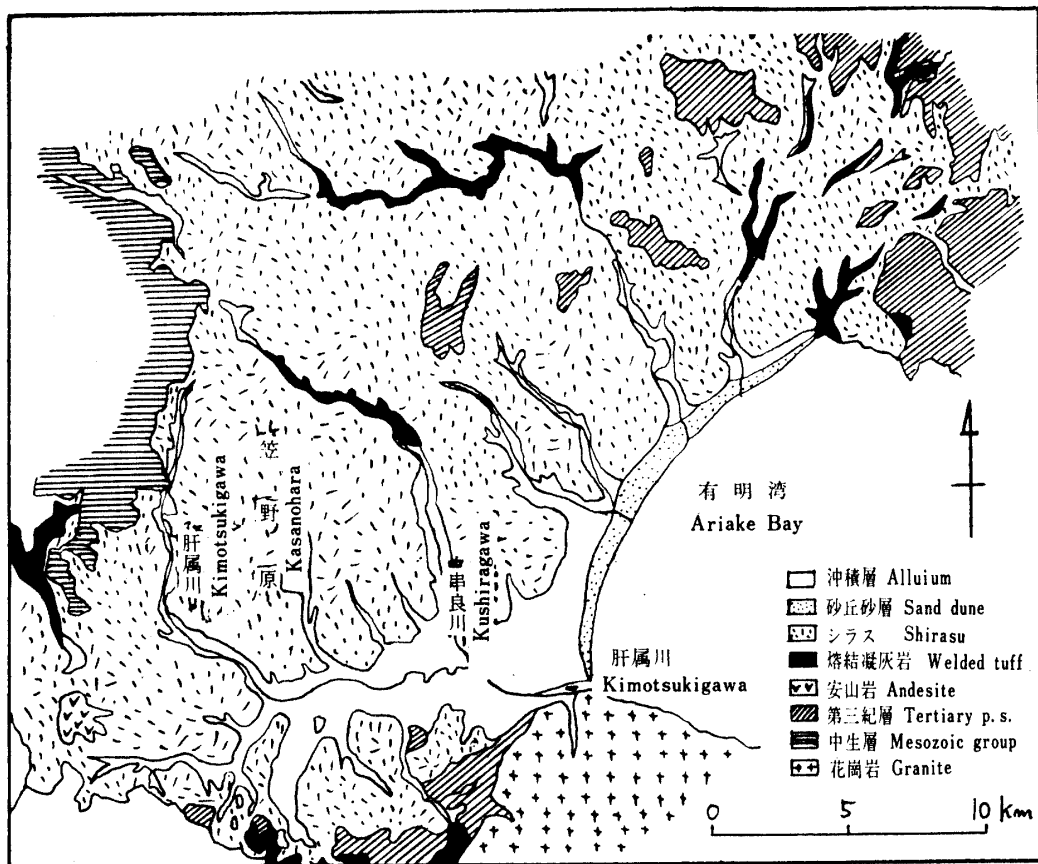 笠野原
Kasanohara
肝属川
Kimotsukigawa
串良川
Kushiragawa
有明湾
Ariake Bay
肝属川
Kimotsukigawa
沖積層 Alluium
砂丘砂層 Sand dune
シラス Shirasu
熔結凝灰岩 Welded tuff
安山岩 Andesite
第三紀層 Tertiary p. s.
中生層 Mesozoic group
花崗岩 Granite
0 5 10 km